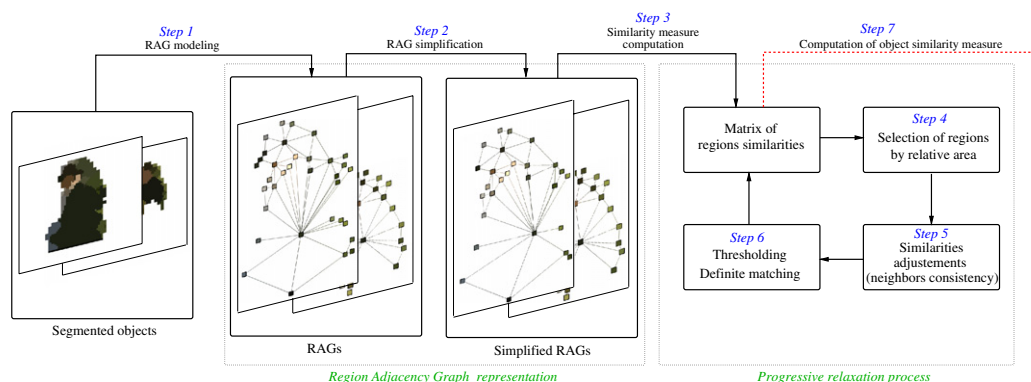 Step 1
RAG modeling
Step 2
RAG simplification
Step 3
Similarity measure
computation
Step 7
Computation of object similarity measure
Matrix of
regions similarities
Step 4
Selection of regions
by relative area
Step 6
Thresholding
Definite matching
Step 5
Similarities
adjustements
(neighbors consistency)
Segmented objects
RAGs
Simplified RAGs
Region Adjacency Graph representation
Progressive relaxation process